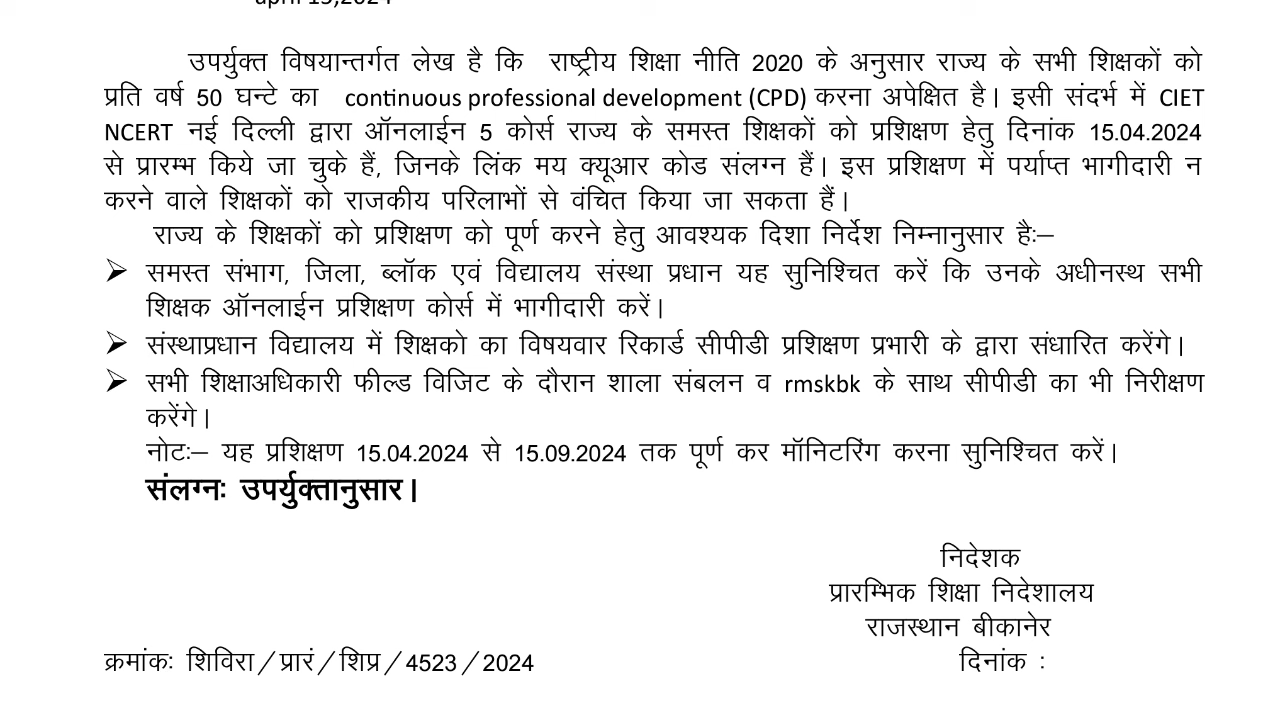 april 15,2024
उपर्युक्त विषयान्तर्गत लेख है कि राष्ट्रीय शिक्षा नीति 2020 के अनुसार राज्य के सभी शिक्षकों को
प्रति वर्ष 50 घन्टे का continuous professional development (CPD) करना अपेक्षित है। इसी संदर्भ में CIET
NCERT नई दिल्ली द्वारा ऑनलाईन 5 कोर्स राज्य के समस्त शिक्षकों को प्रशिक्षण हेतु दिनांक 15.04.2024
से प्रारम्भ किये जा चुके हैं, जिनके लिंक मय क्यूआर कोड संलग्न हैं। इस प्रशिक्षण में पर्याप्त भागीदारी न
करने वाले शिक्षकों को राजकीय परिलाभों से वंचित किया जा सकता हैं।
राज्य के शिक्षकों को प्रशिक्षण को पूर्ण करने हेतु आवश्यक दिशा निर्देश निम्नानुसार हैः–
➢ समस्त संभाग, जिला, ब्लॉक एवं विद्यालय संस्था प्रधान यह सुनिश्चित करें कि उनके अधीनस्थ सभी
शिक्षक ऑनलाईन प्रशिक्षण कोर्स में भागीदारी करें।
➢ संस्थाप्रधान विद्यालय में शिक्षको का विषयवार रिकार्ड सीपीडी प्रशिक्षण प्रभारी के द्वारा संधारित करेंगे।
➢ सभी शिक्षाअधिकारी फील्ड विजिट के दौरान शाला संबलन व rmskbk के साथ सीपीडी का भी निरीक्षण
करेंगे।
नोटः– यह प्रशिक्षण 15.04.2024 से 15.09.2024 तक पूर्ण कर मॉनिटरिंग करना सुनिश्चित करें।
संलग्नः उपर्युक्तानुसार।
निदेशक
प्रारम्भिक शिक्षा निदेशालय
राजस्थान बीकानेर
क्रमांकः शिविरा/प्रारं/शिप्र/4523/2024 दिनांक :